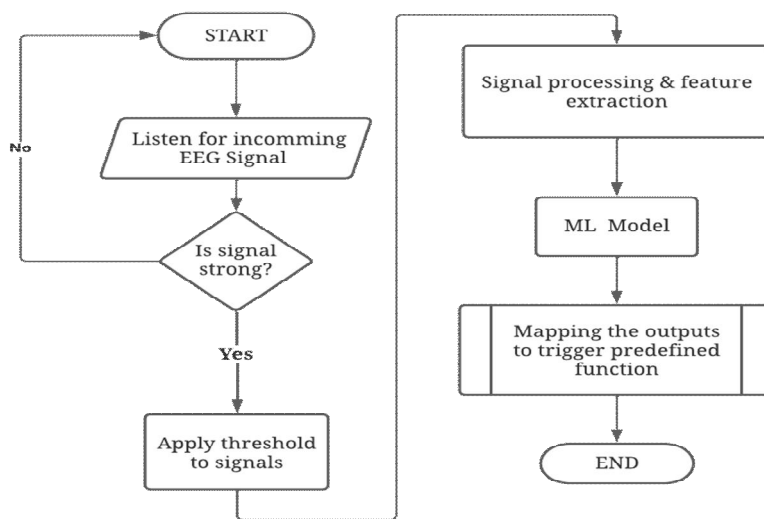 START
Listen for incomming
EEG Signal
Is signal
strong?
No
Yes
Apply threshold
to signals
Signal processing & feature
extraction
ML Model
Mapping the outputs
to trigger predefined
function
END